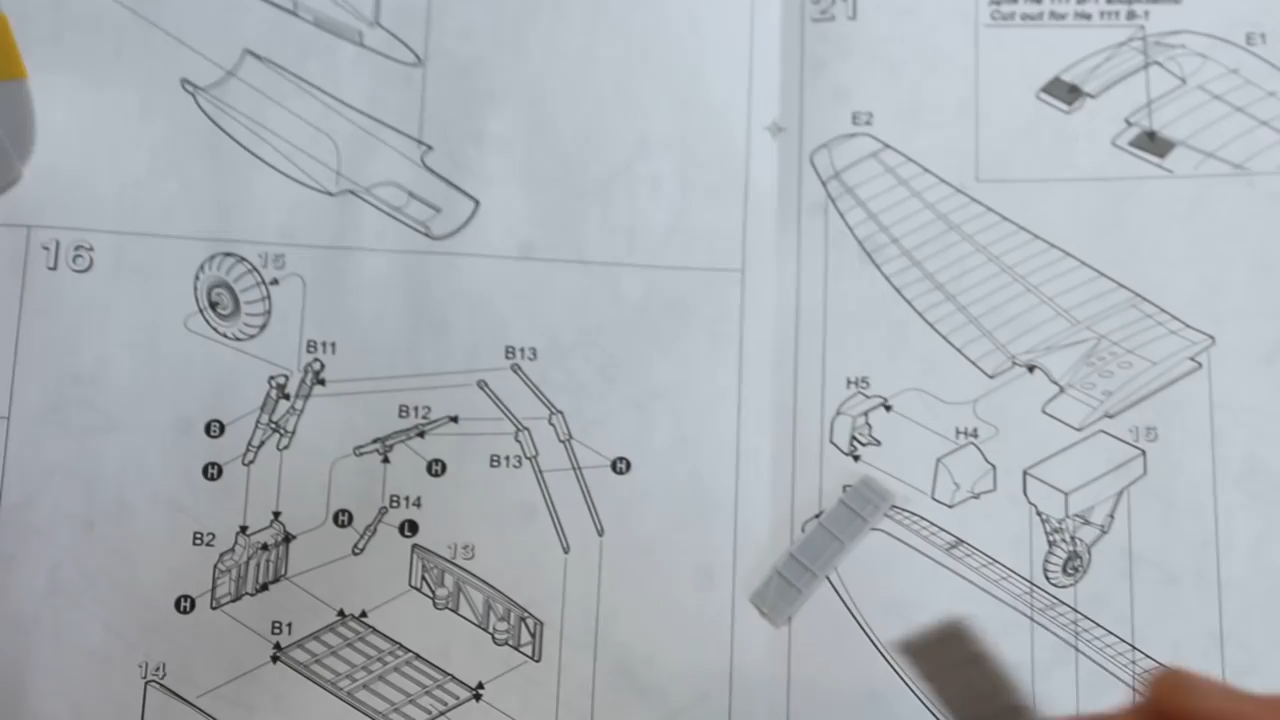 16
15
B11
B13
B
B12
H
B13
H
H
B14
H
L
B2
13
H
B1
14
21
Cut out for He 111 B-1
E1
E2
H5
H4
15